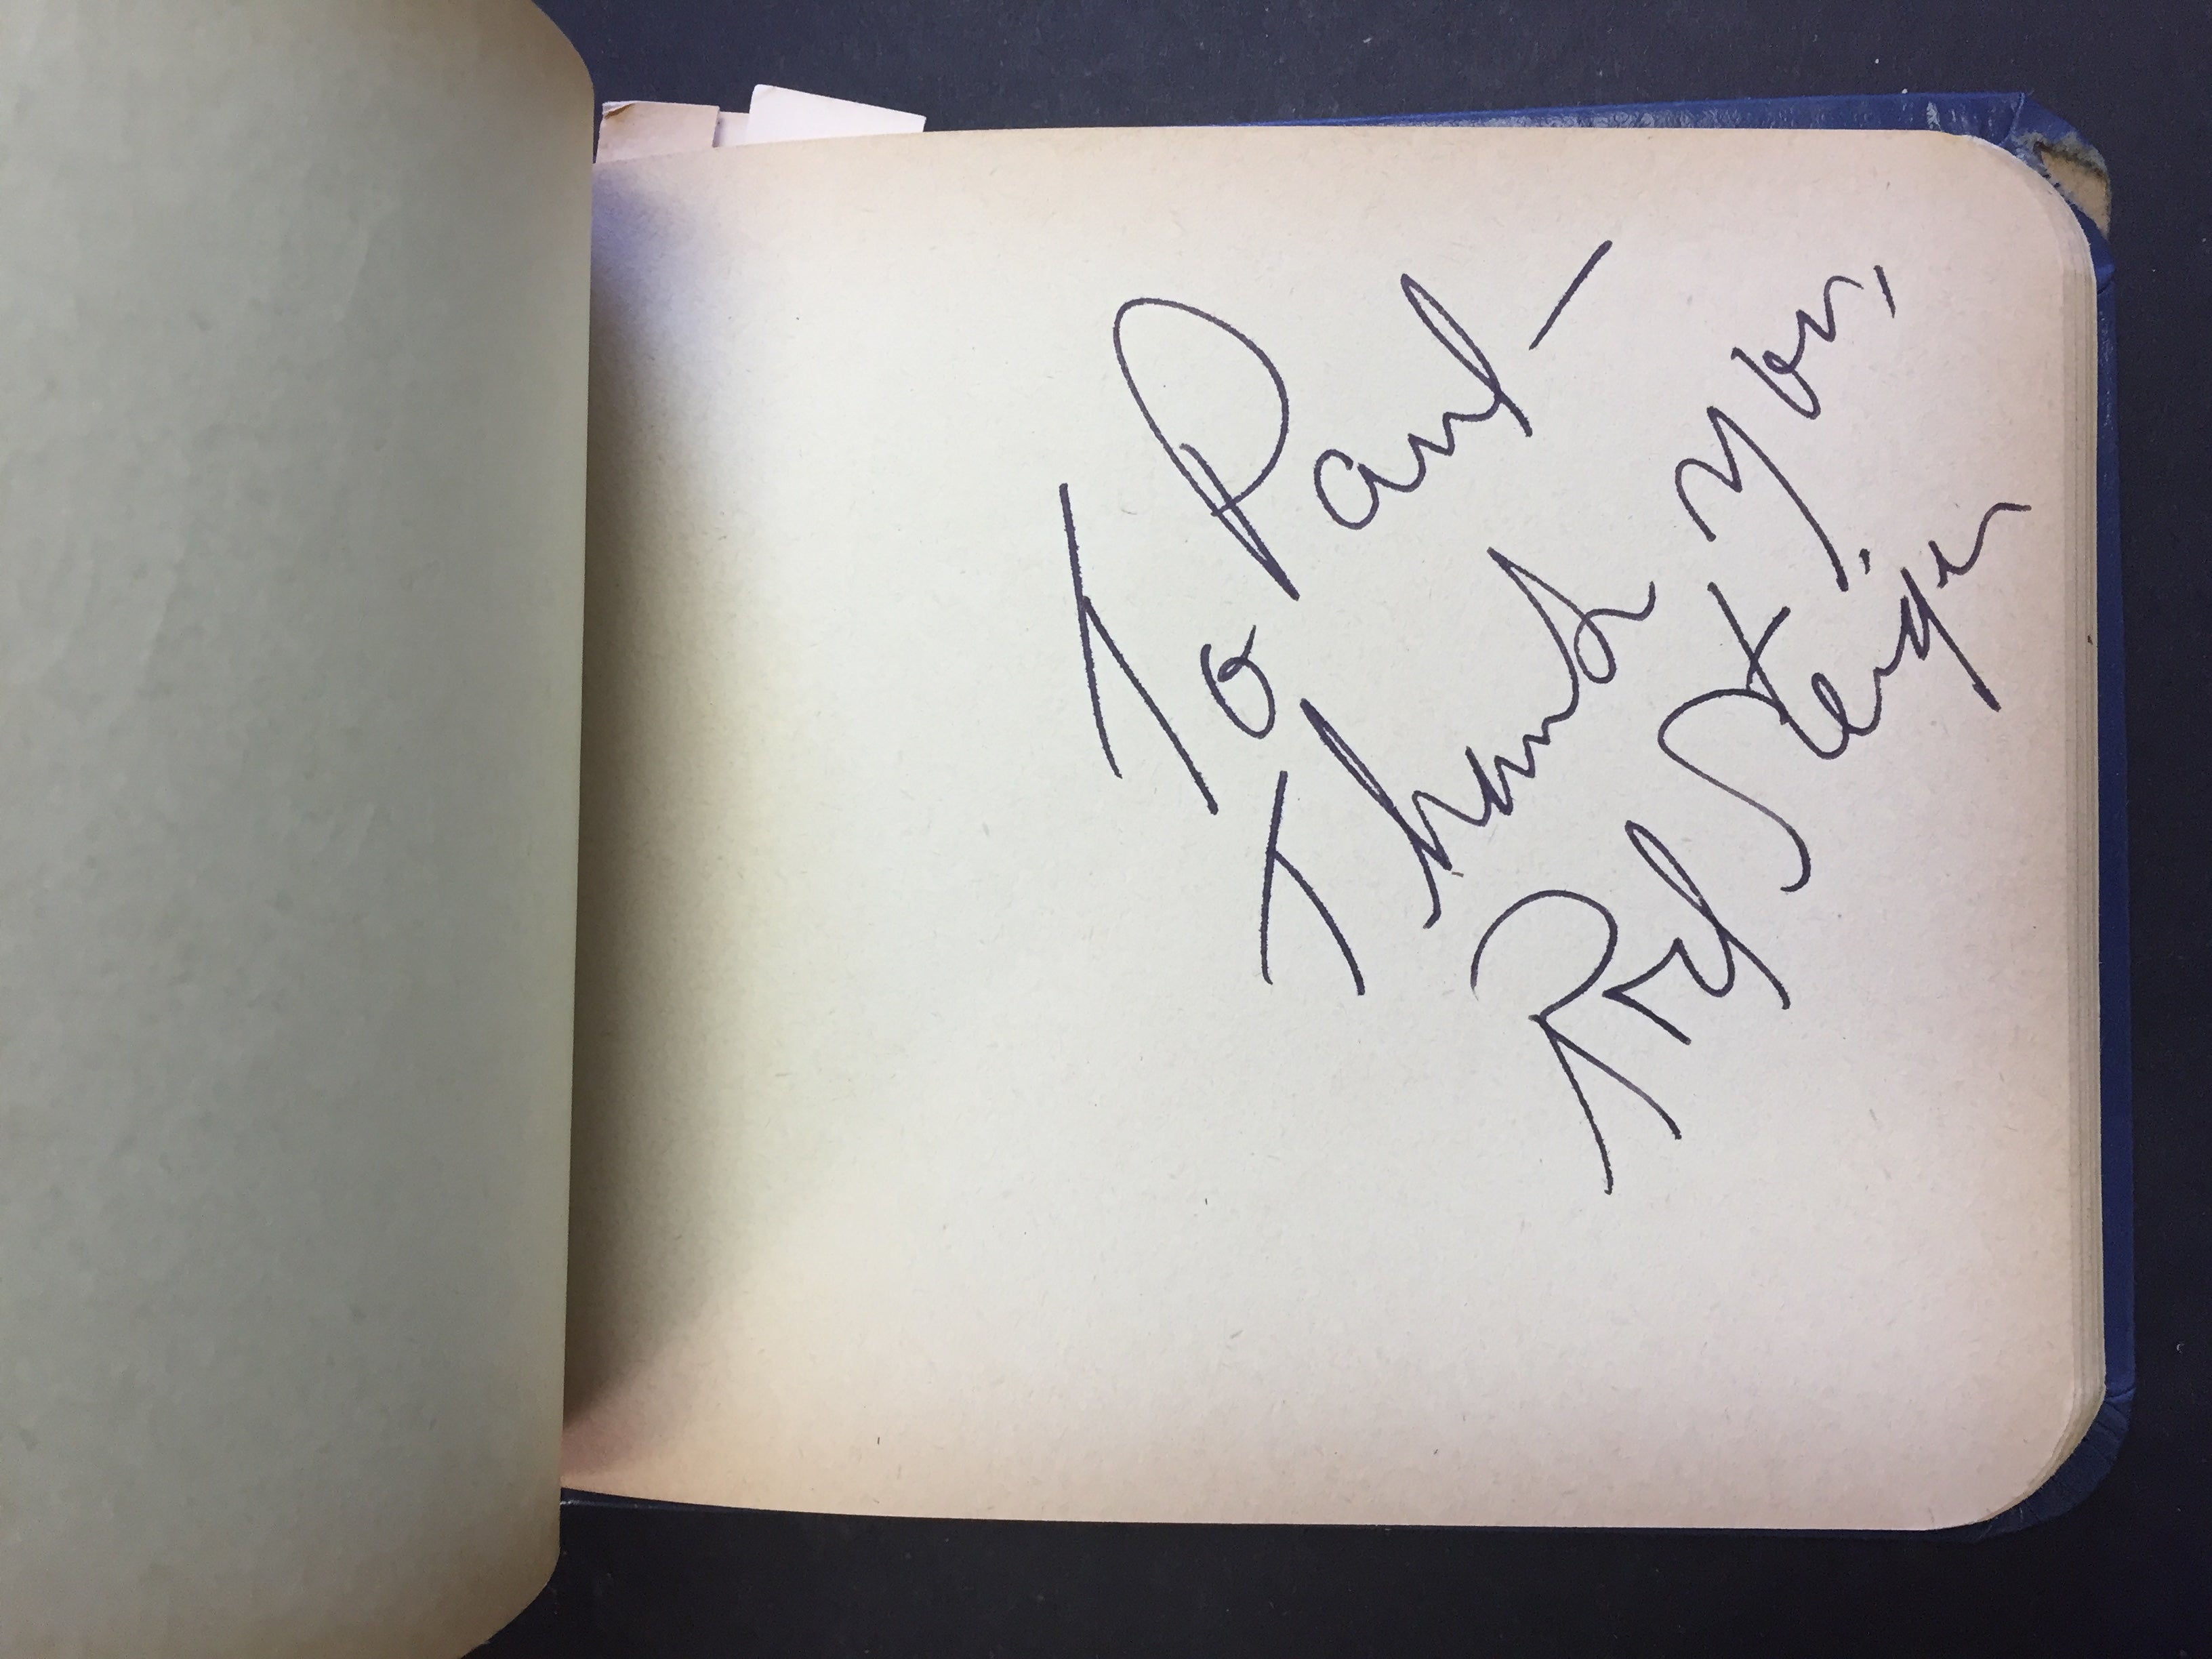 To Paul -
Thank you,
Rod Steiger